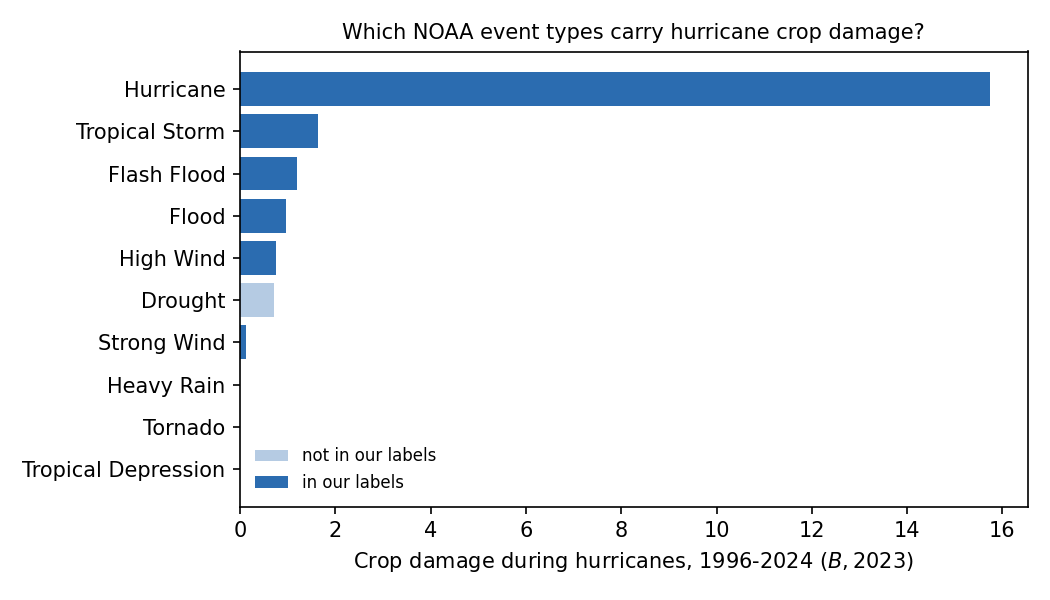 Which NOAA event types carry hurricane crop damage?
Hurricane
Tropical Storm
Flash Flood
Flood
High Wind
Drought
Strong Wind
Heavy Rain
Tornado
Tropical Depression
not in our labels
in our labels
0 2 4 6 8 10 12 14 16
Crop damage during hurricanes, 1996-2024 (B, 2023)